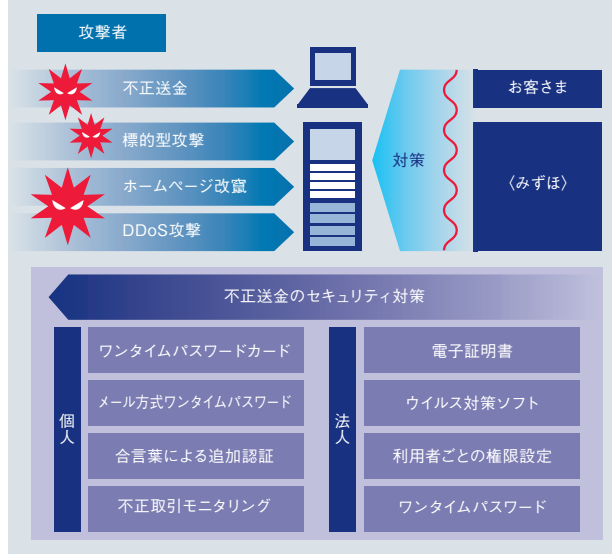 攻撃者
不正送金
標的型攻撃
ホームページ改竄
DDoS攻撃
対策
お客さま
〈みずほ〉
不正送金のセキュリティ対策
個人
ワンタイムパスワードカード
メール方式ワンタイムパスワード
合言葉による追加認証
不正取引モニタリング
法人
電子証明書
ウイルス対策ソフト
利用者ごとの権限設定
ワンタイムパスワード